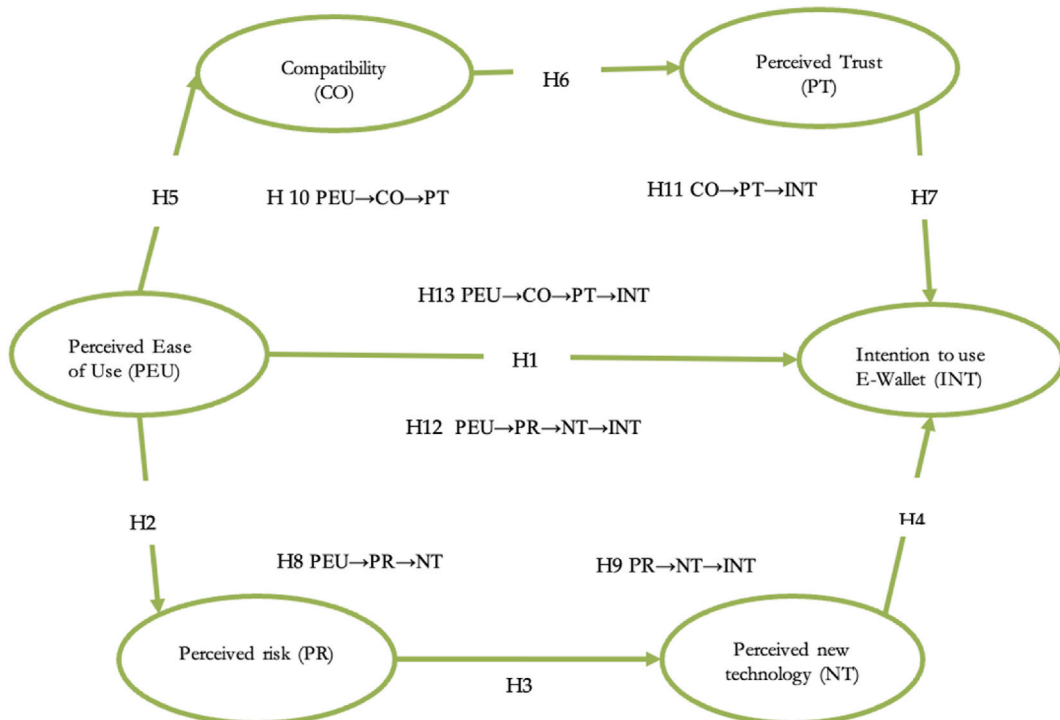 Compatibility
(CO)
H6
Perceived Trust
(PT)
H5
H 10 PEU→CO→PT
H11 CO→PT→INT
H7
H13 PEU→CO→PT→INT
Perceived Ease
of Use (PEU)
H1
Intention to use
E-Wallet (INT)
H12 PEU→PR→NT→INT
H2
H4
H8 PEU→PR→NT
H9 PR→NT→INT
Perceived risk (PR)
H3
Perceived new
technology (NT)